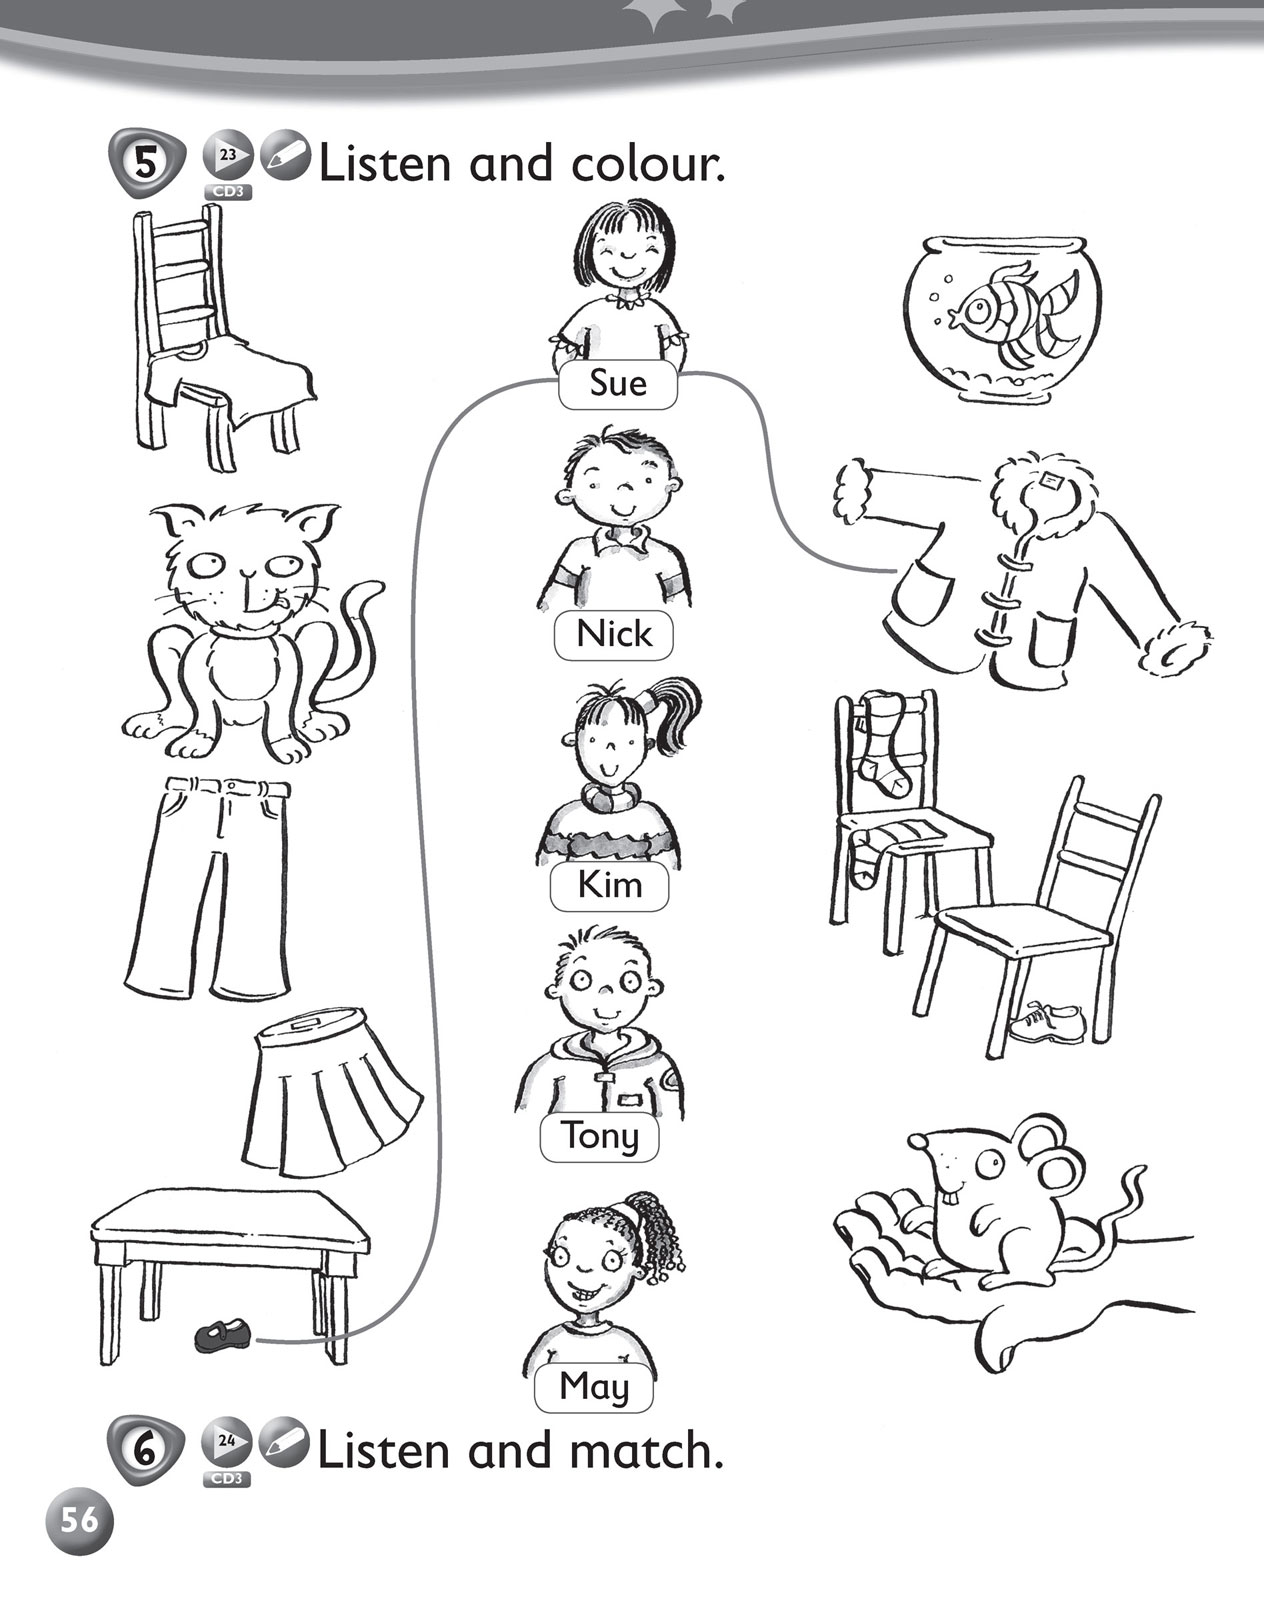 5 23 CD3 Listen and colour.
Sue
Nick
Kim
Tony
May
6 24 CD3 Listen and match.
56